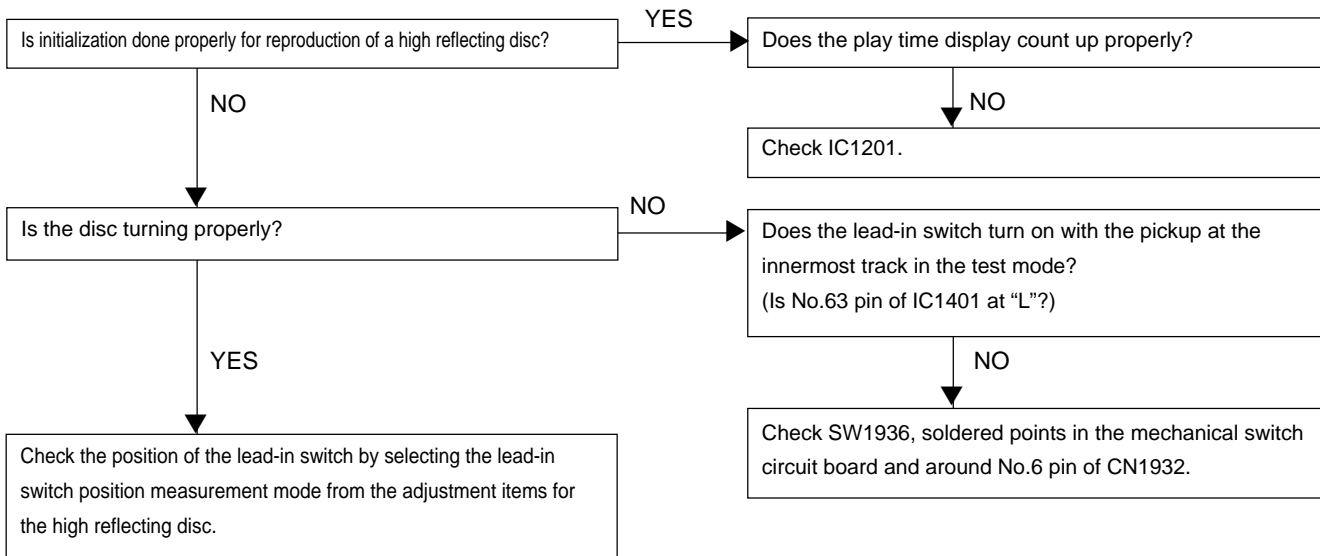 Is initialization done properly for reproduction of a high reflecting disc?
YES
Does the play time display count up properly?
NO
NO
Check IC1201.
Is the disc turning properly?
NO
Does the lead-in switch turn on with the pickup at the
innermost track in the test mode?
(Is No.63 pin of IC1401 at “L”?)
YES
NO
Check the position of the lead-in switch by selecting the lead-in
switch position measurement mode from the adjustment items for
the high reflecting disc.
Check SW1936, soldered points in the mechanical switch
circuit board and around No.6 pin of CN1932.